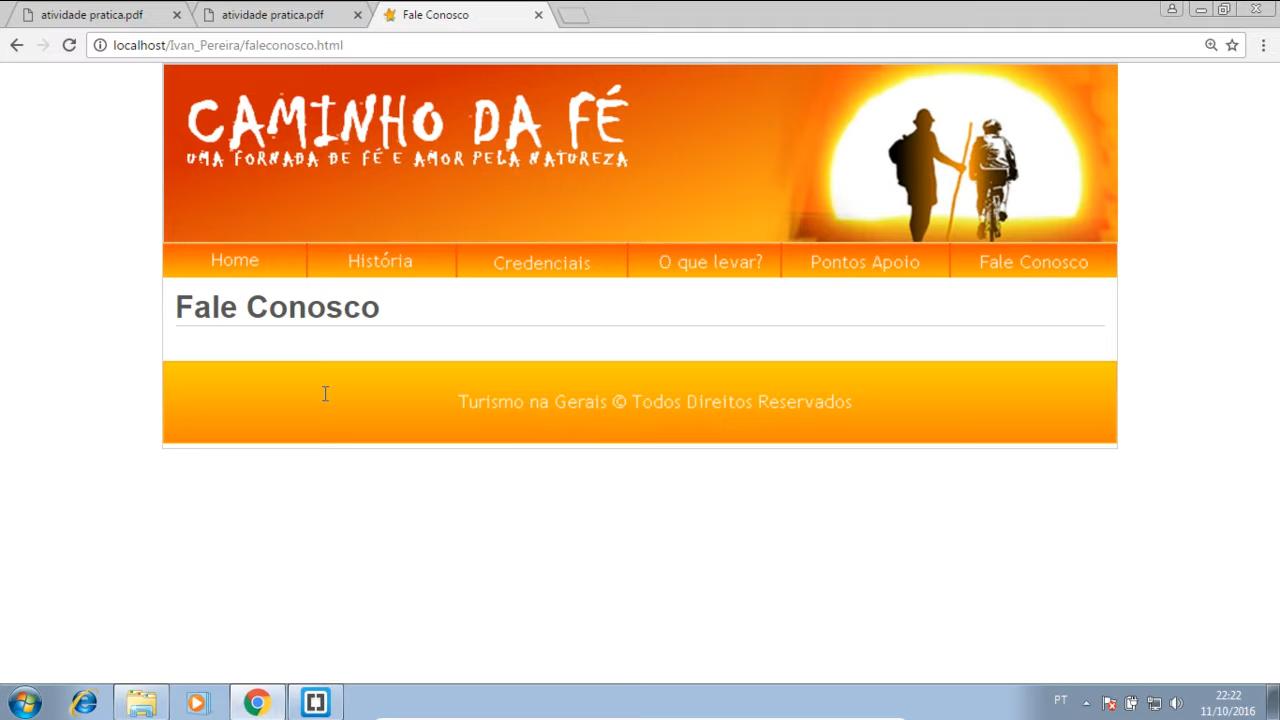 atividade pratica.pdf
atividade pratica.pdf
Fale Conosco
localhost/Ivan_Pereira/faleconosco.html
CAMINHO DA FÉ
UMA FORNADA DE FÉ E AMOR PELA NATUREZA
Home
História
Credenciais
O que levar?
Pontos Apoio
Fale Conosco
Fale Conosco
Turismo na Gerais © Todos Direitos Reservados
PT
22:22
11/10/2016